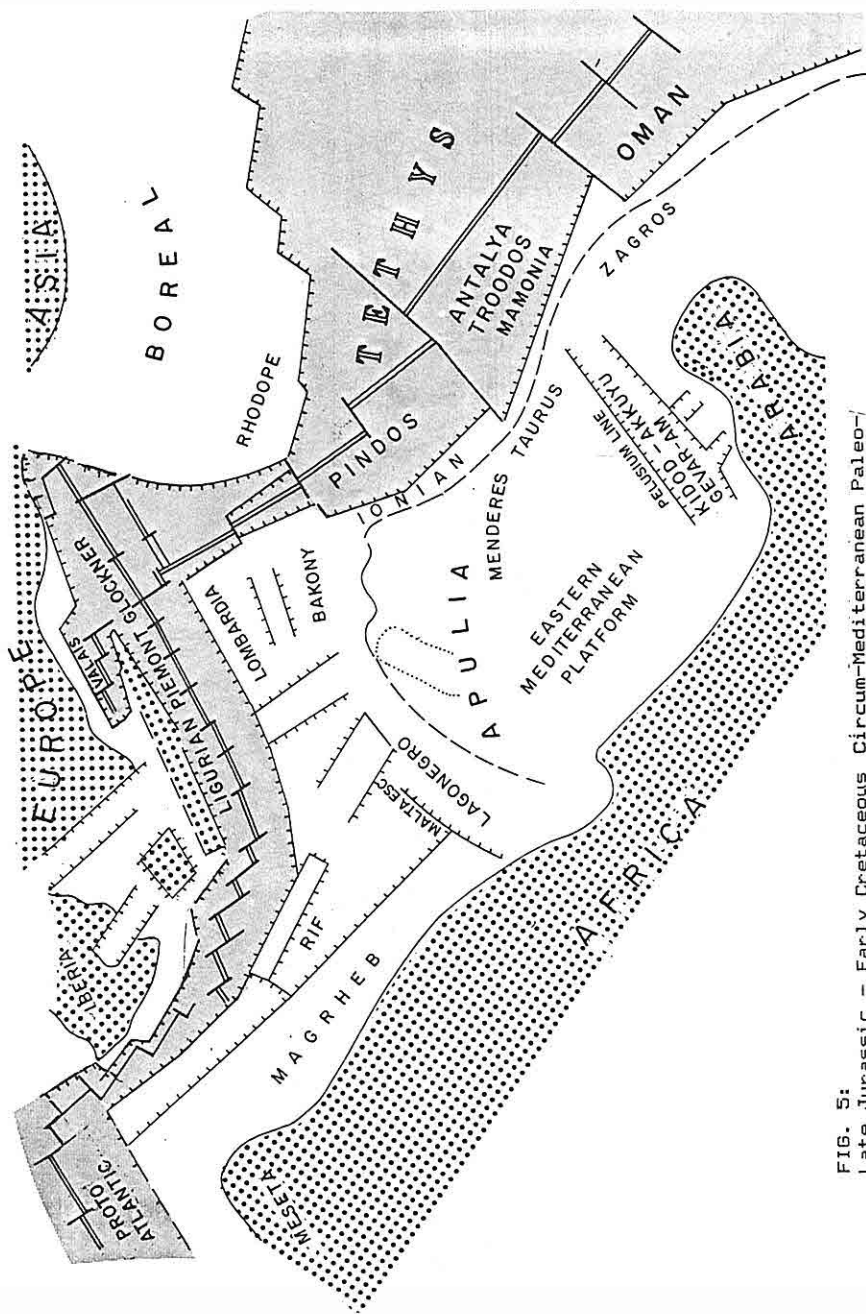 ASIA
BOREAL
EUROPE
RHODOPE
TETHYS
VALAIS
LIGURIAN PIEMONT GLOCKNER
PINDOS
ANTALYA
TROODOS
MAMONIA
OMAN
IBERIA
LOMBARDIA
BAKONY
IONIAN
ZAGROS
APULIA
MENDERES TAURUS
PROTO
ATLANTIC
RIF
MAGRHEB
MALTA ESC.
LAGONEGRO
EASTERN
MEDITERRANEAN
PLATFORM
PELUSIUM LINE
KIDOD-AKKUYU
GEVAR-AM
ARABIA
MESETA
AFRICA
FIG. 5:
Late Jurassic - Early Cretaceous Circum-Mediterranean Paleo-